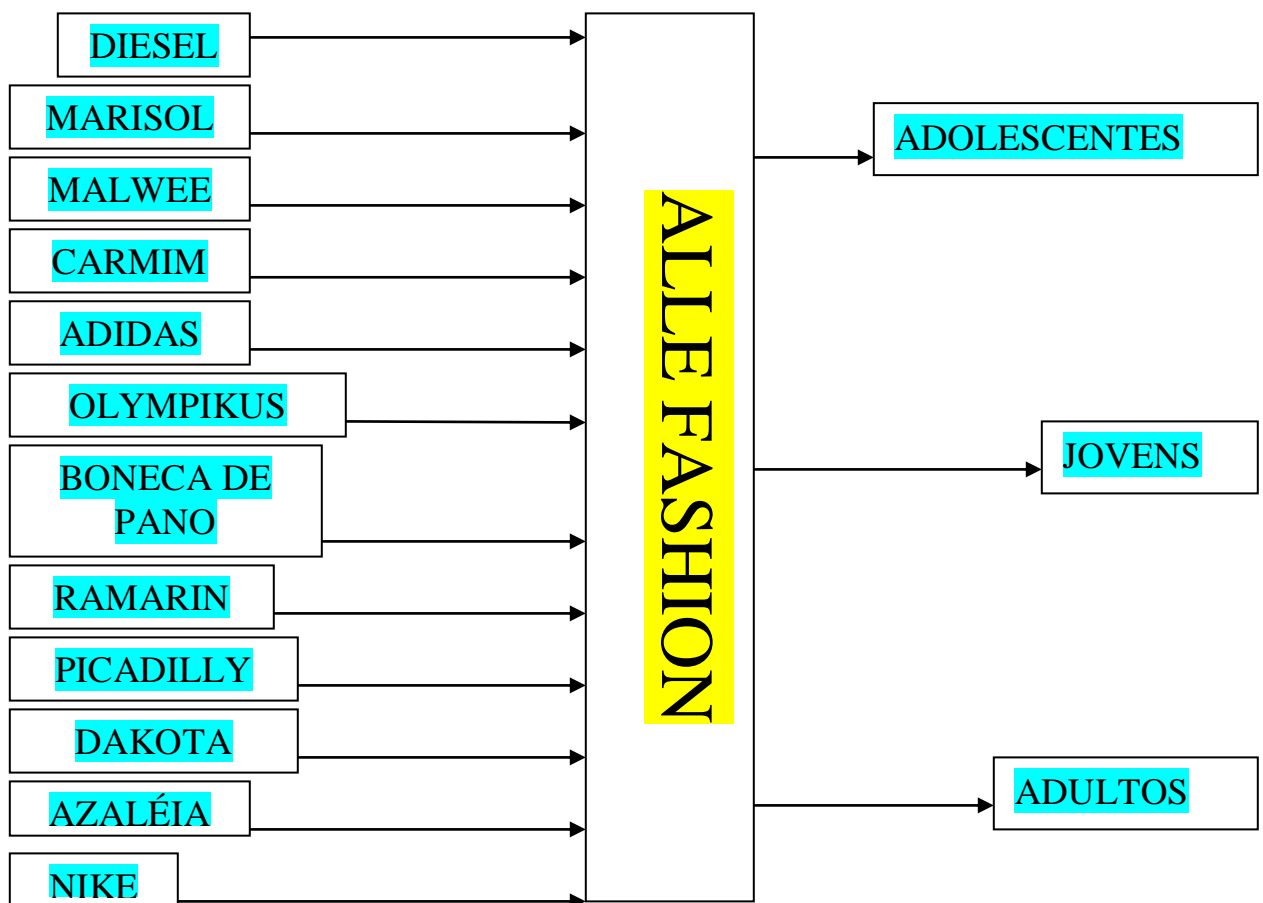 DIESEL
MARISOL
MALWEE
CARMIM
ADIDAS
OLYMPIKUS
BONECA DE
PANO
RAMARIN
PICADILLY
DAKOTA
AZALÉIA
NIKE
ALLE FASHION
ADOLESCENTES
JOVENS
ADULTOS